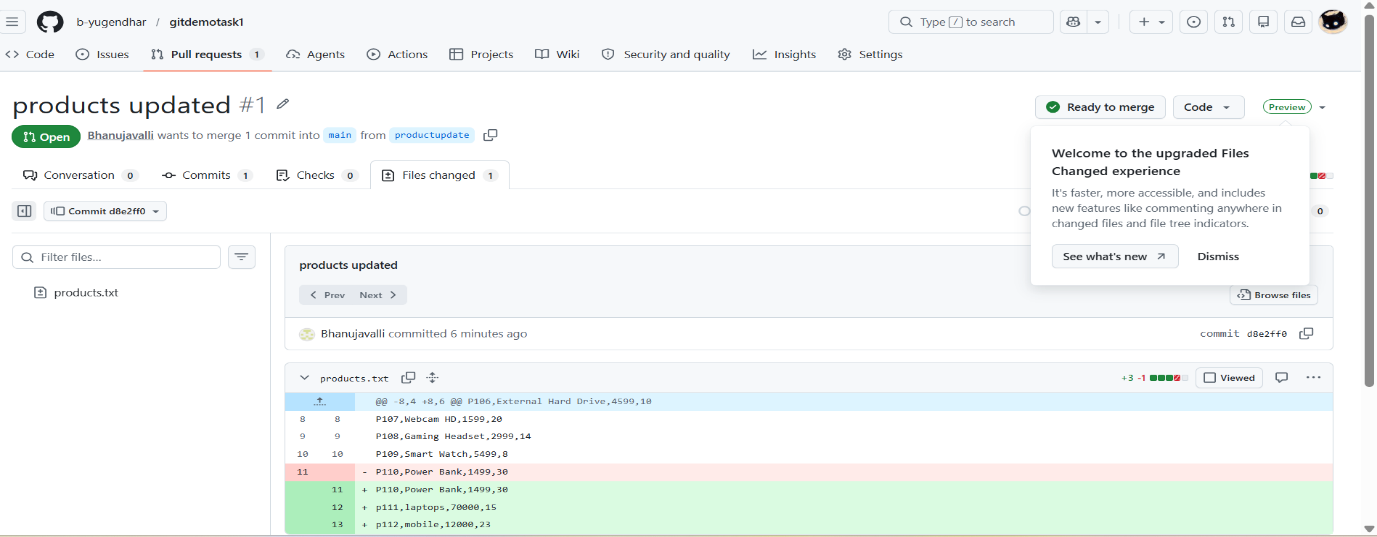 b-yugendhar / gitdemotask1 Type / to search
Code Issues Pull requests 1 Agents Actions Projects Wiki Security and quality Insights Settings
products updated #1 Ready to merge Code Preview
Open Bhanujavalli wants to merge 1 commit into main from productupdate
Welcome to the upgraded Files
Changed experience
It's faster, more accessible, and includes
new features like commenting anywhere in
changed files and file tree indicators.
See what's new Dismiss
Conversation 0 Commits 1 Checks 0 Files changed 1
Commit d8e2ff0 0
Filter files...
products.txt
products updated
Prev Next Browse files
Bhanujavalli committed 6 minutes ago commit d8e2ff0
products.txt +3 -1 Viewed
@@ -8,4 +8,6 @@ P106,External Hard Drive,4599,10
8 8 P107,Webcam HD,1599,20
9 9 P108,Gaming Headset,2999,14
10 10 P109,Smart Watch,5499,8
11 - P110,Power Bank,1499,30
11 + P110,Power Bank,1499,30
12 + p111,laptops,70000,15
13 + p112,mobile,12000,23